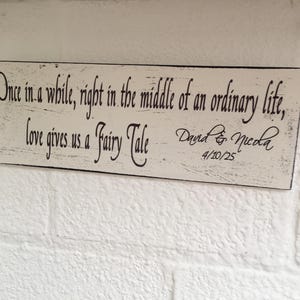 Once in a while, right in the middle of an ordinary life,
love gives us a Fairy Tale
David & Nicola
4/10/25